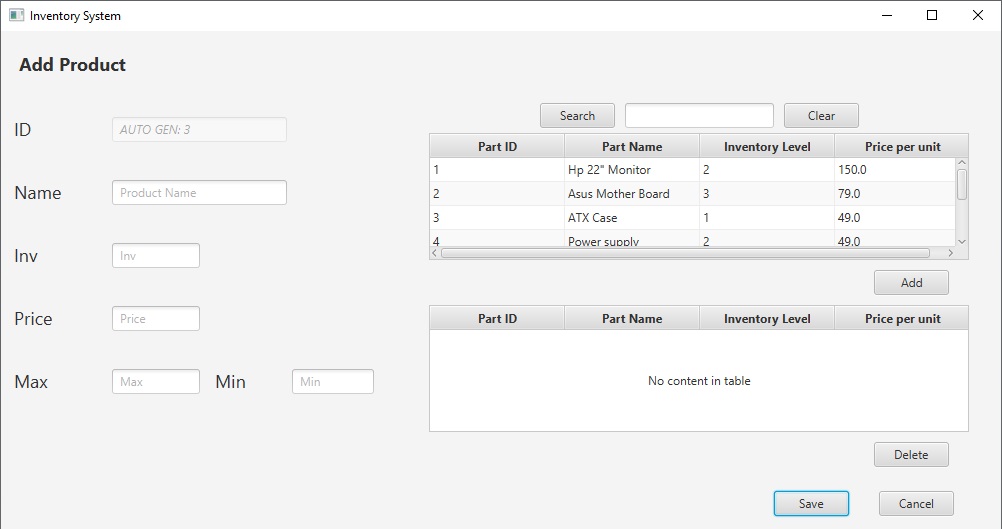 Inventory System
Add Product
ID AUTO GEN: 3
Name Product Name
Inv Inv
Price Price
Max Max Min Min
Search Clear
Part ID Part Name Inventory Level Price per unit
1 Hp 22" Monitor 2 150.0
2 Asus Mother Board 3 79.0
3 ATX Case 1 49.0
4 Power supply 2 49.0
Add
Part ID Part Name Inventory Level Price per unit
No content in table
Delete
Save Cancel